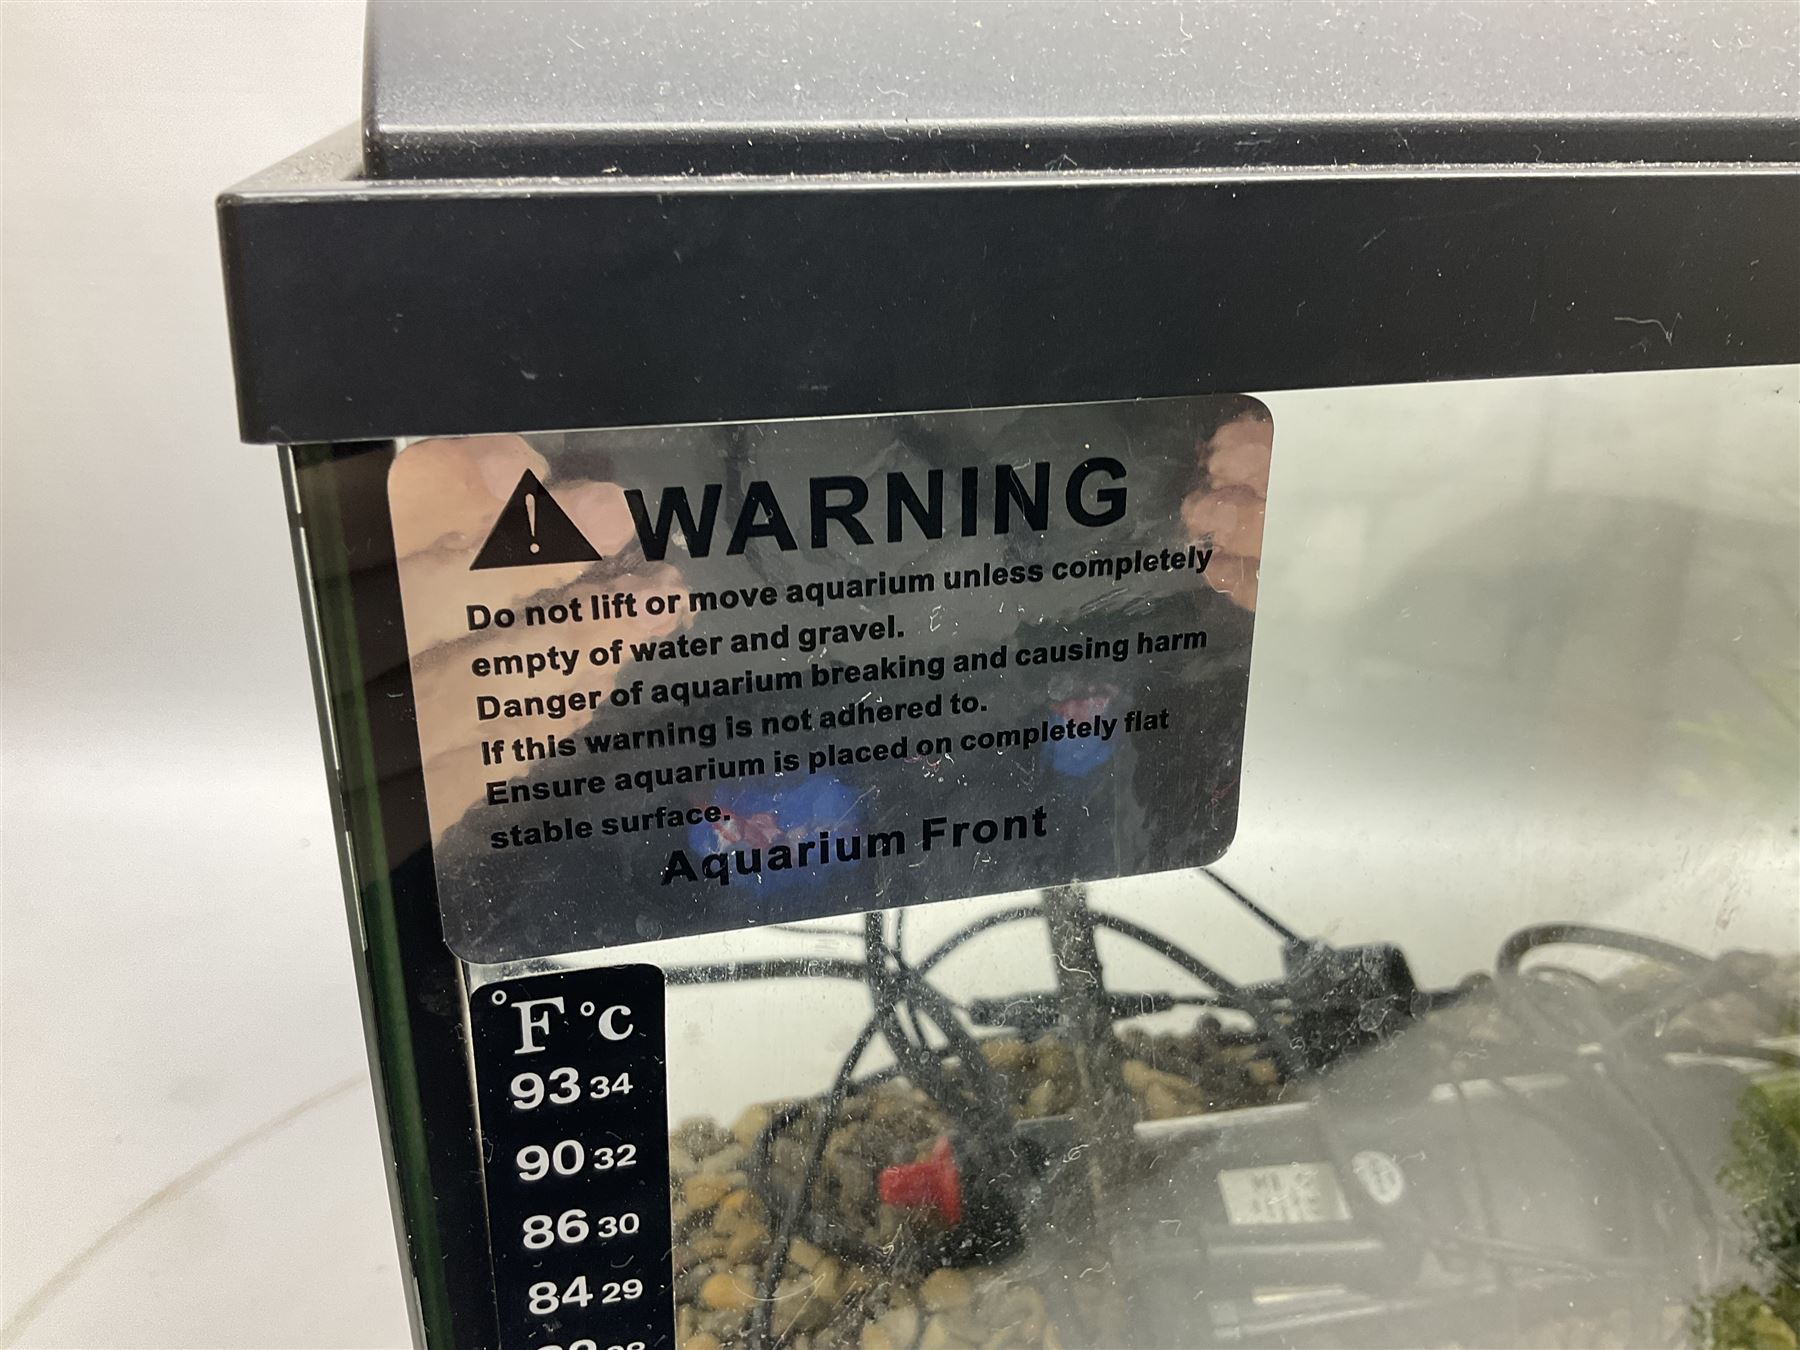 ! WARNING
Do not lift or move aquarium unless completely
empty of water and gravel.
Danger of aquarium breaking and causing harm
If this warning is not adhered to.
Ensure aquarium is placed on completely flat
stable surface.
Aquarium Front
°F °c
93 34
90 32
86 30
84 29